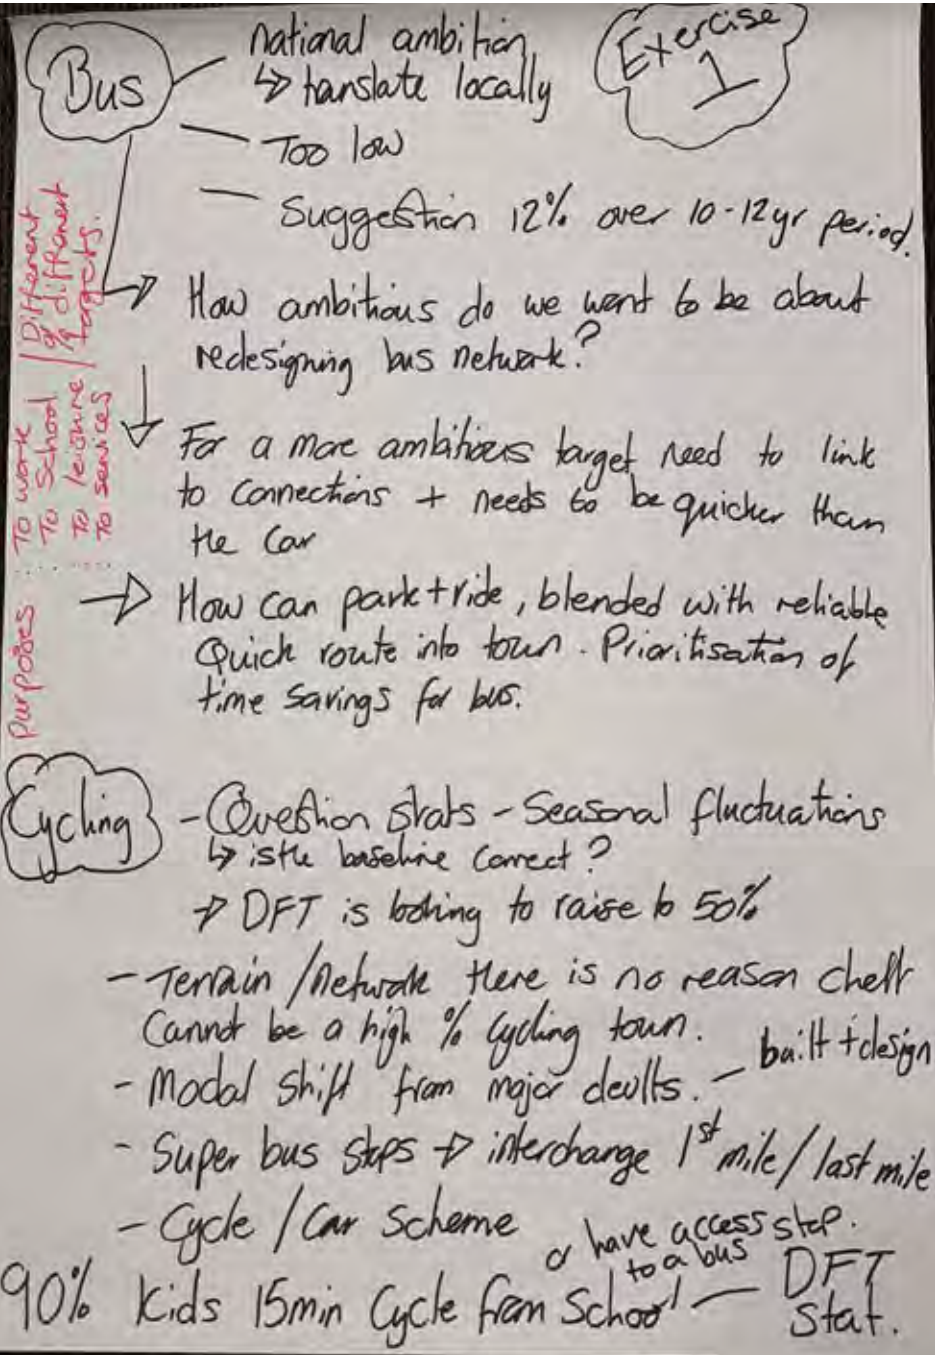 Exercise
1
Bus
national ambition,
↳ translate locally
- Too low
- Suggestion 12% over 10-12yr period.
→ How ambitious do we want to be about
redesigning bus network?
→ For a more ambitious target need to link
to connections + needs to be quicker than
the car
→ How can park+ride, blended with reliable
Quick route into town. Prioritisation of
time savings for bus.
Purposes
To work
To School
To leisure
To services
Different
% different
targets.
Cycling
- Question stats - Seasonal fluctuations
↳ is the baseline correct?
→ DFT is looking to raise to 50%
- Terrain/network there is no reason chelt
Cannot be a high % cycling town.
- Modal shift from major devlts. - built + design
- Super bus stops → interchange 1st mile/last mile
- Cycle/Car Scheme
or have access stop.
to a bus
90% kids 15min Cycle from School - DFT
Stat.